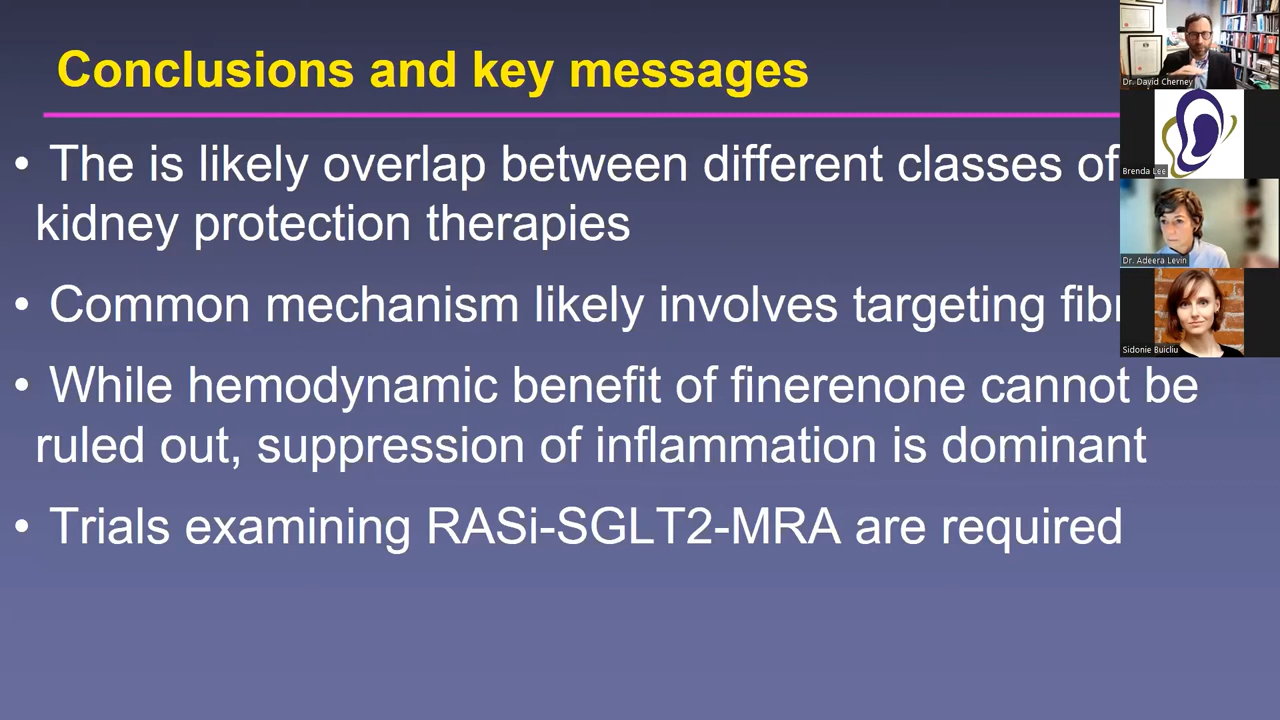 Conclusions and key messages
• The is likely overlap between different classes of
kidney protection therapies
• Common mechanism likely involves targeting
• While hemodynamic benefit of finerenone cannot be
ruled out, suppression of inflammation is dominant
• Trials examining RASi-SGLT2-MRA are required
Dr. David Cherney
Brenda Lee
Dr. Adeera Levin
Sidonie Buicliu